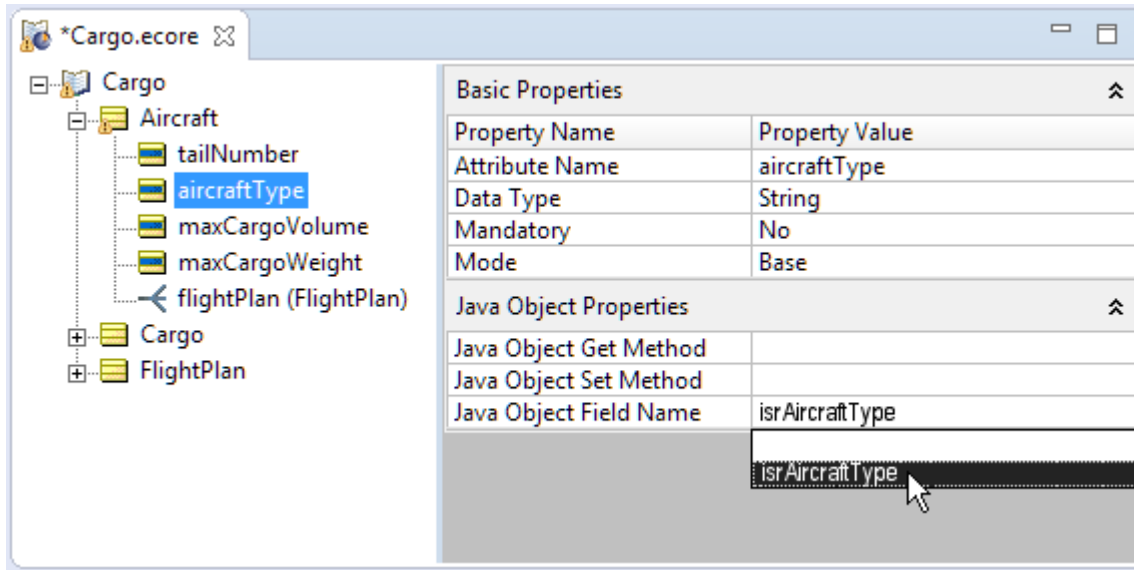 *Cargo.ecore
Cargo
Aircraft
tailNumber
aircraftType
maxCargoVolume
maxCargoWeight
flightPlan (FlightPlan)
Cargo
FlightPlan
Basic Properties
Property Name Property Value
Attribute Name aircraftType
Data Type String
Mandatory No
Mode Base
Java Object Properties
Java Object Get Method
Java Object Set Method
Java Object Field Name isrAircraftType
isrAircraftType